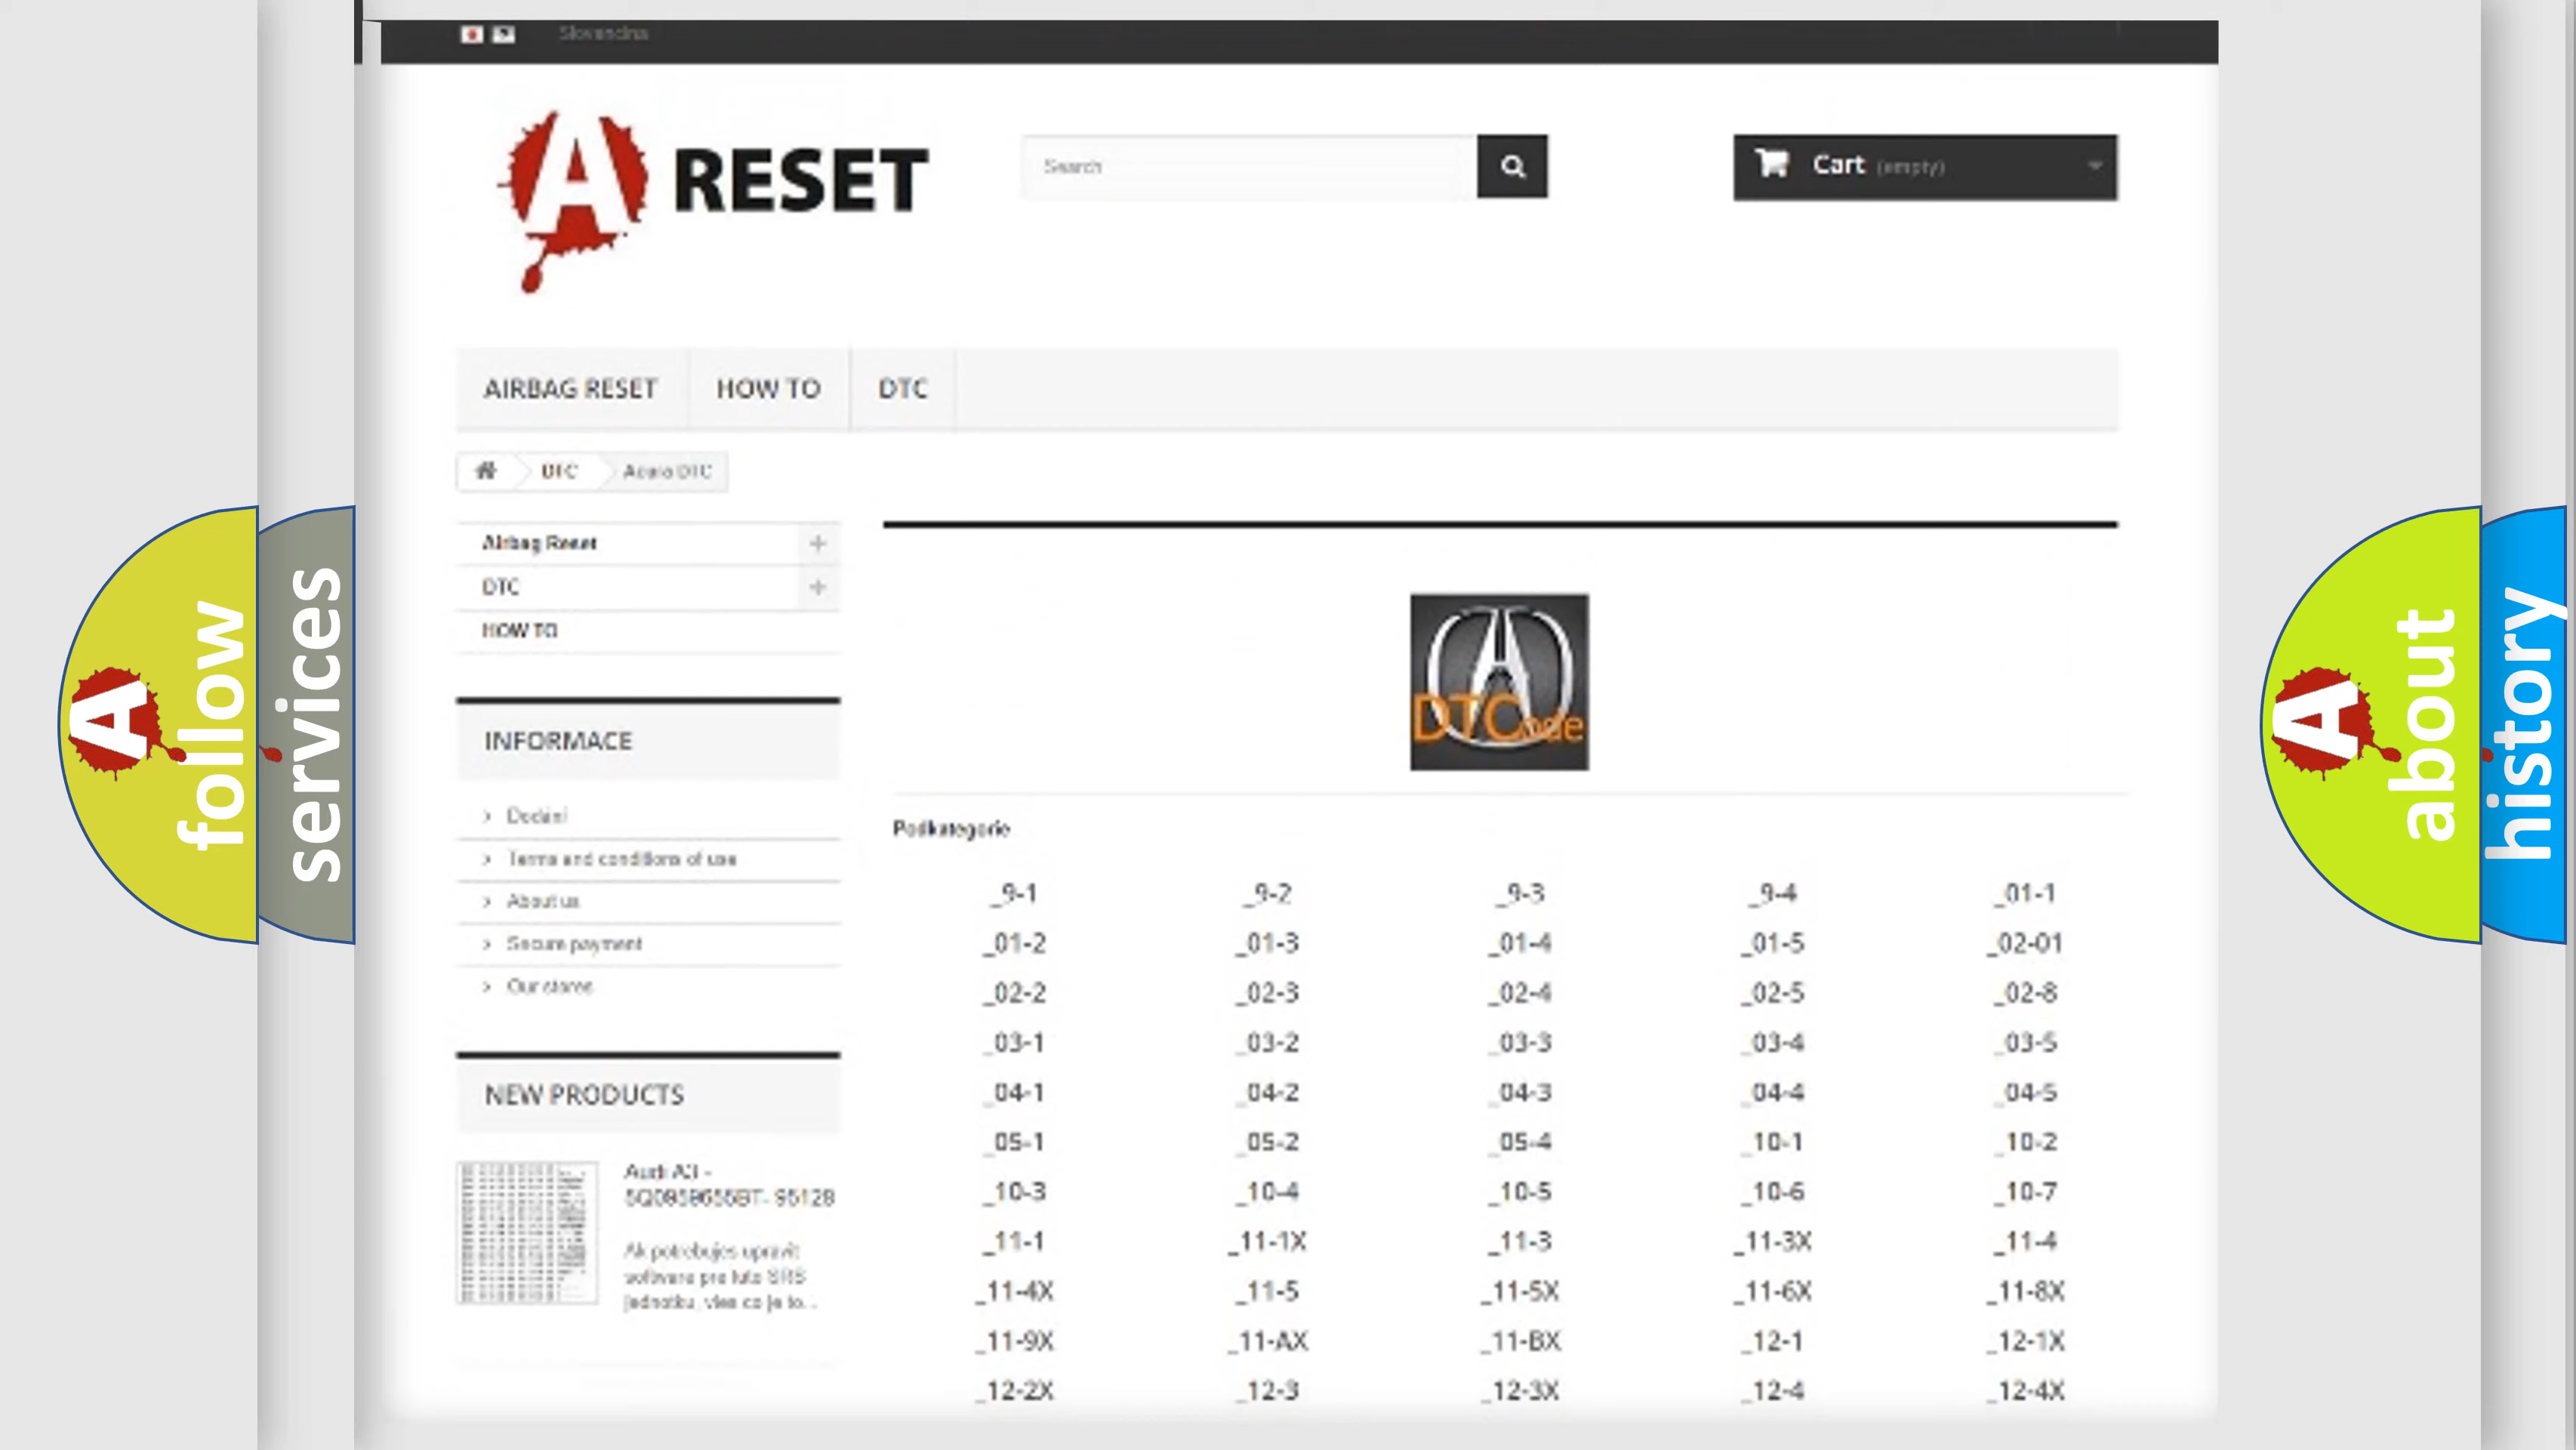 Slovencina
A RESET
Search
Cart (empty)
AIRBAG RESET HOW TO DTC
DTC Acura DTC
Airbag Reset
DTC
HOW TO
INFORMACE
Dodání
Terms and conditions of use
About us
Secure payment
Our stores
NEW PRODUCTS
Audi A3 -
5Q0959655BT- 95128
Ak potrebujes upravit
software pre tuto SRS
jednotku, vies co je to...
DTCode
Podkategorie
_9-1 _9-2 _9-3 _9-4 _01-1
_01-2 _01-3 _01-4 _01-5 _02-01
_02-2 _02-3 _02-4 _02-5 _02-8
_03-1 _03-2 _03-3 _03-4 _03-5
_04-1 _04-2 _04-3 _04-4 _04-5
_05-1 _05-2 _05-4 _10-1 _10-2
_10-3 _10-4 _10-5 _10-6 _10-7
_11-1 _11-1X _11-3 _11-3X _11-4
_11-4X _11-5 _11-5X _11-6X _11-8X
_11-9X _11-AX _11-BX _12-1 _12-1X
_12-2X _12-3 _12-3X _12-4 _12-4X
A follow
services
A about
history